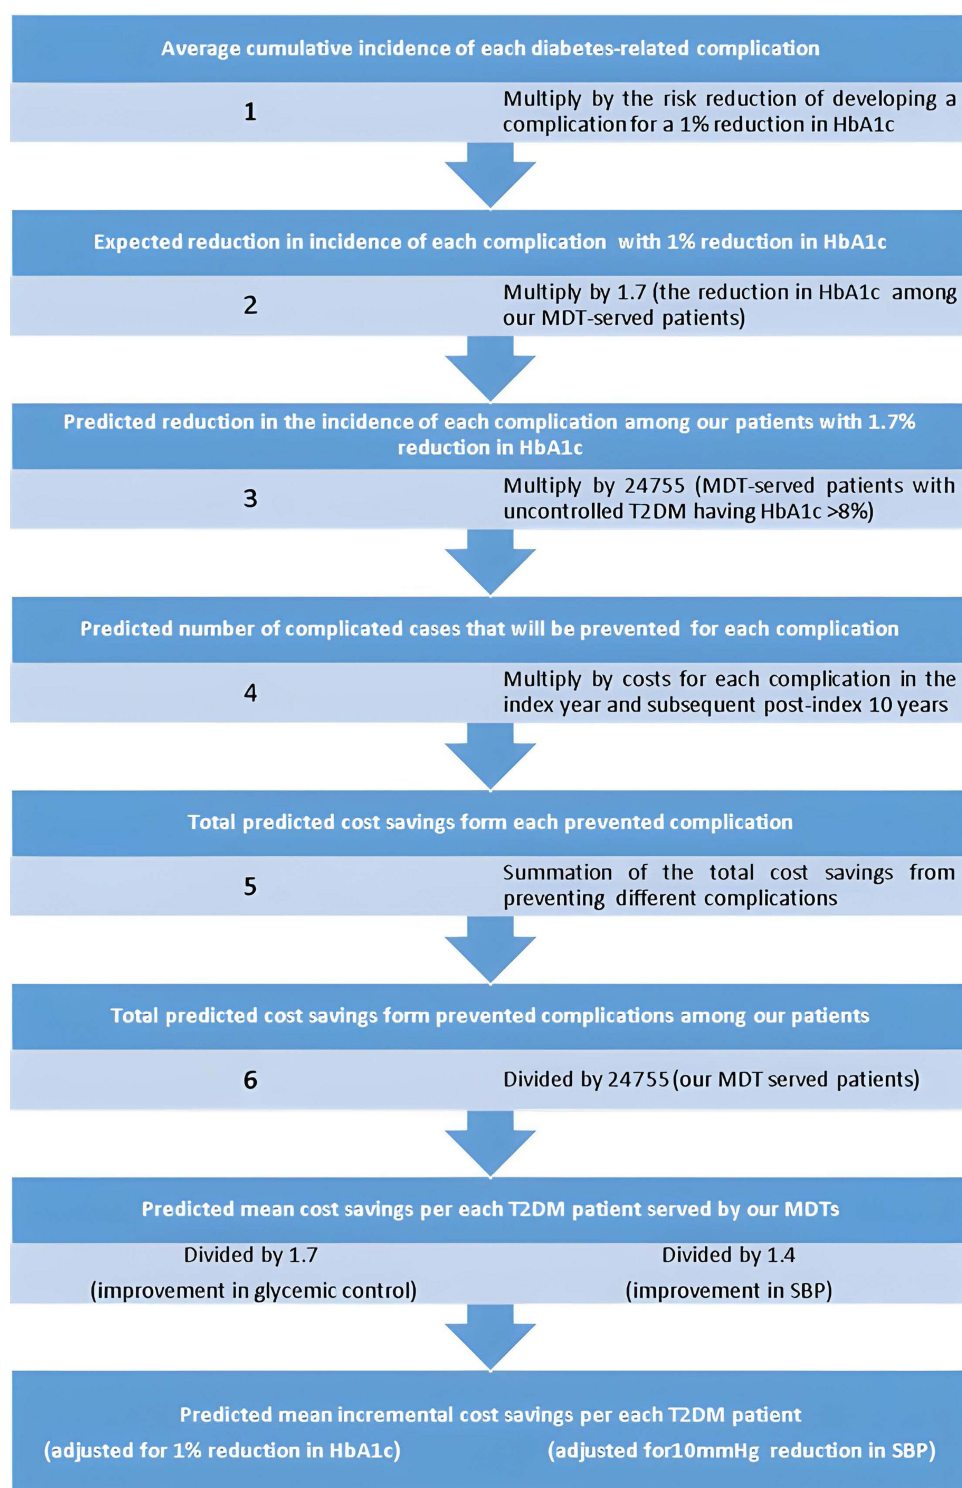 Average cumulative incidence of each diabetes-related complication
1
Multiply by the risk reduction of developing a
complication for a 1% reduction in HbA1c
Expected reduction in incidence of each complication with 1% reduction in HbA1c
2
Multiply by 1.7 (the reduction in HbA1c among
our MDT-served patients)
Predicted reduction in the incidence of each complication among our patients with 1.7%
reduction in HbA1c
3
Multiply by 24755 (MDT-served patients with
uncontrolled T2DM having HbA1c >8%)
Predicted number of complicated cases that will be prevented for each complication
4
Multiply by costs for each complication in the
index year and subsequent post-index 10 years
Total predicted cost savings form each prevented complication
5
Summation of the total cost savings from
preventing different complications
Total predicted cost savings form prevented complications among our patients
6
Divided by 24755 (our MDT served patients)
Predicted mean cost savings per each T2DM patient served by our MDTs
Divided by 1.7
(improvement in glycemic control)
Divided by 1.4
(improvement in SBP)
Predicted mean incremental cost savings per each T2DM patient
(adjusted for 1% reduction in HbA1c)
(adjusted for10mmHg reduction in SBP)